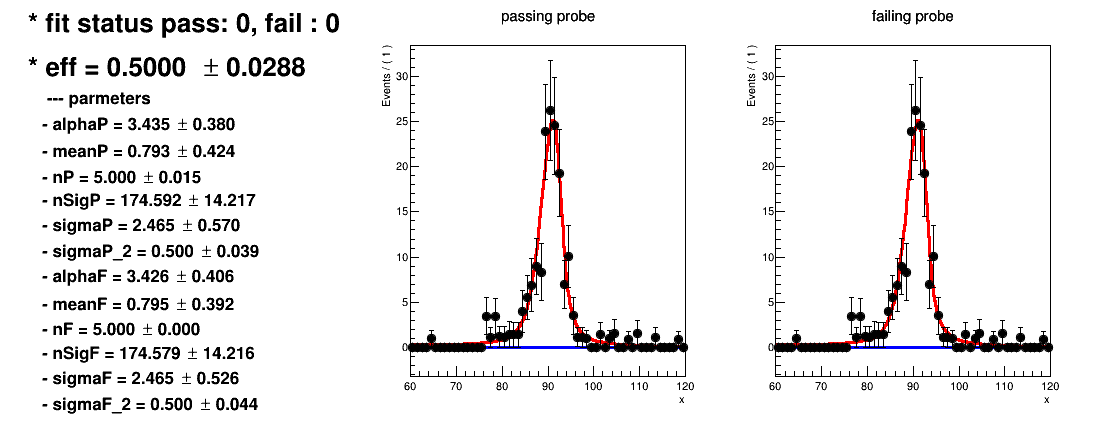 * fit status pass: 0, fail : 0
* eff = 0.5000 ± 0.0288
--- parmeters
- alphaP = 3.435 ± 0.380
- meanP = 0.793 ± 0.424
- nP = 5.000 ± 0.015
- nSigP = 174.592 ± 14.217
- sigmaP = 2.465 ± 0.570
- sigmaP_2 = 0.500 ± 0.039
- alphaF = 3.426 ± 0.406
- meanF = 0.795 ± 0.392
- nF = 5.000 ± 0.000
- nSigF = 174.579 ± 14.216
- sigmaF = 2.465 ± 0.526
- sigmaF_2 = 0.500 ± 0.044
passing probe
Events / ( 1 )
30
25
20
15
10
5
0
60 70 80 90 100 110 120
x
failing probe
Events / ( 1 )
30
25
20
15
10
5
0
60 70 80 90 100 110 120
x